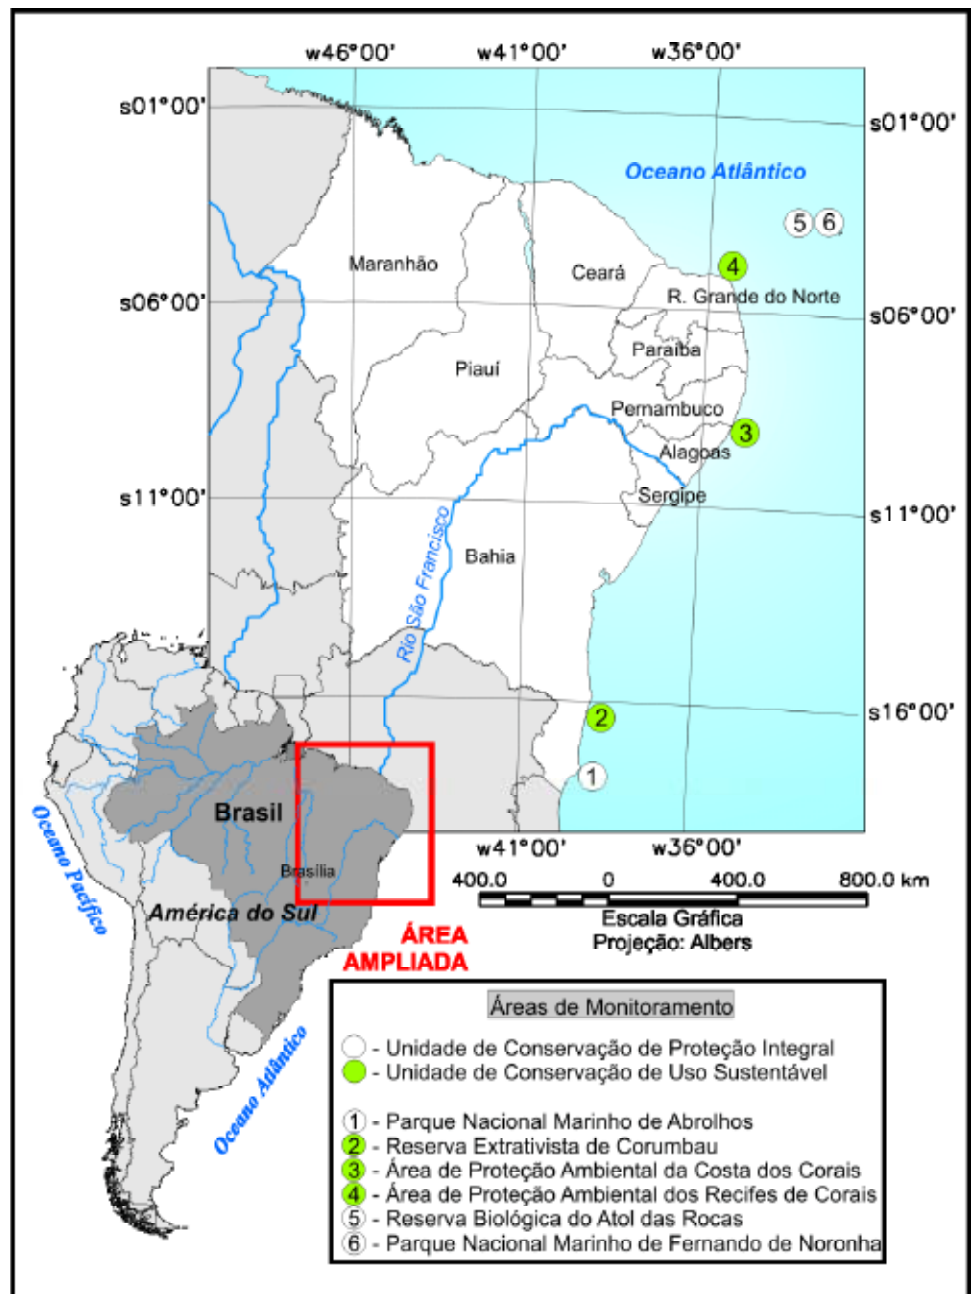 w46°00' w41°00' w36°00'
s01°00' s01°00'
Oceano Atlântico
5 6
4
Maranhão
Ceará
R. Grande do Norte
s06°00' s06°00'
Paraíba
Piauí
Pernambuco
3
Alagoas
Sergipe
s11°00' s11°00'
Bahia
Rio São Francisco
2
s16°00'
1
w41°00' w36°00'
Brasil
Brasília
Oceano Pacífico
América do Sul
Oceano Atlântico
ÁREA
AMPLIADA
400.0 0 400.0 800.0 km
Escala Gráfica
Projeção: Albers
Áreas de Monitoramento
- Unidade de Conservação de Proteção Integral
- Unidade de Conservação de Uso Sustentável
1 - Parque Nacional Marinho de Abrolhos
2 - Reserva Extrativista de Corumbau
3 - Área de Proteção Ambiental da Costa dos Corais
4 - Área de Proteção Ambiental dos Recifes de Corais
5 - Reserva Biológica do Atol das Rocas
6 - Parque Nacional Marinho de Fernando de Noronha